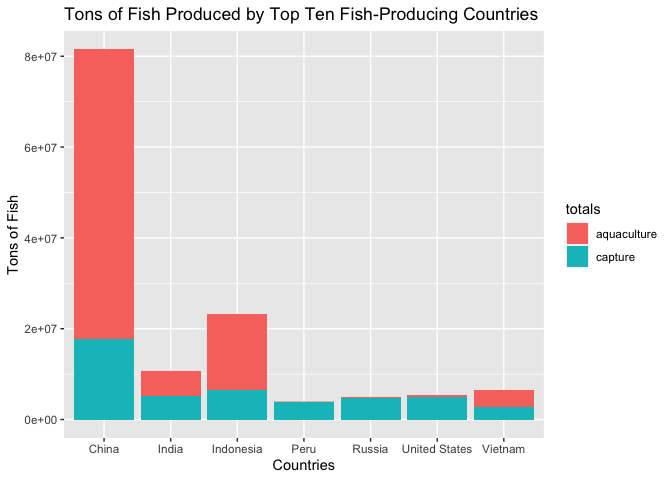 Tons of Fish Produced by Top Ten Fish-Producing Countries
Tons of Fish
8e+07
6e+07
4e+07
2e+07
0e+00
China India Indonesia Peru Russia United States Vietnam
Countries
totals
aquaculture
capture